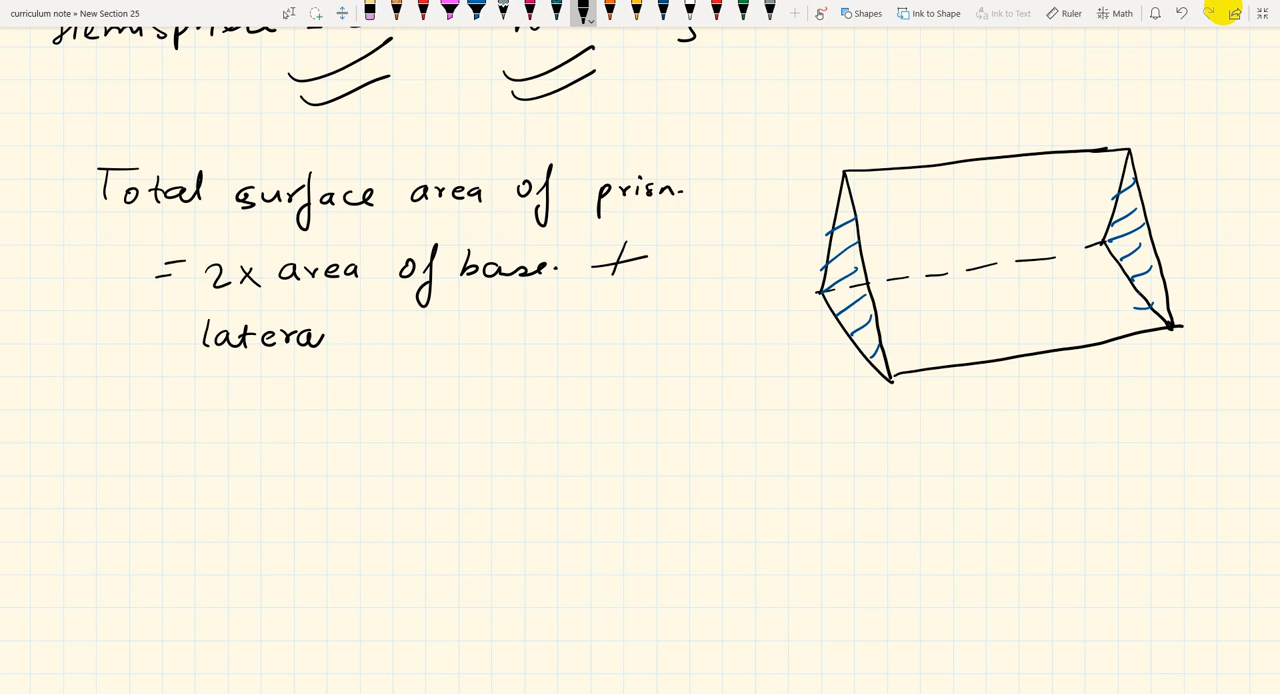 curriculum note » New Section 25
Shapes Ink to Shape Ink to Text Ruler Math
Total surface area of prism.
= 2x area of base. +
latera